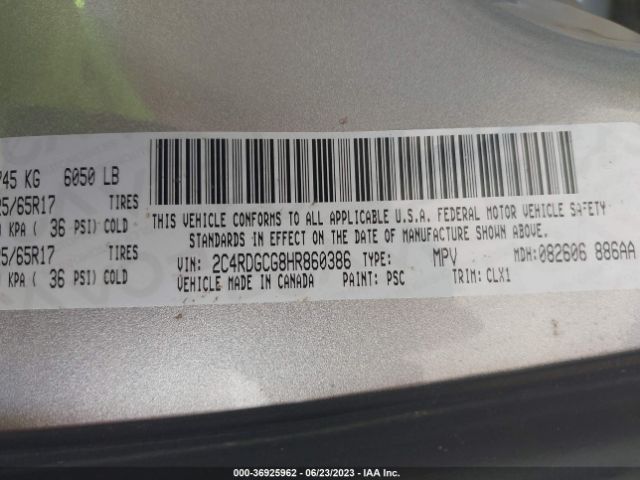 745 KG 6050 LB
5/65R17 TIRES
KPA ( 36 PSI) COLD
5/65R17 TIRES
KPA ( 36 PSI) COLD
THIS VEHICLE CONFORMS TO ALL APPLICABLE U.S.A. FEDERAL MOTOR VEHICLE SAFETY
STANDARDS IN EFFECT ON THE DATE OF MANUFACTURE SHOWN ABOVE.
VIN: 2C4RDGCG8HR860386 TYPE: MPV MDH: 082606 886AA
VEHICLE MADE IN CANADA PAINT: PSC TRIM: CLX1
000-36925962 - 06/23/2023 - IAA Inc.